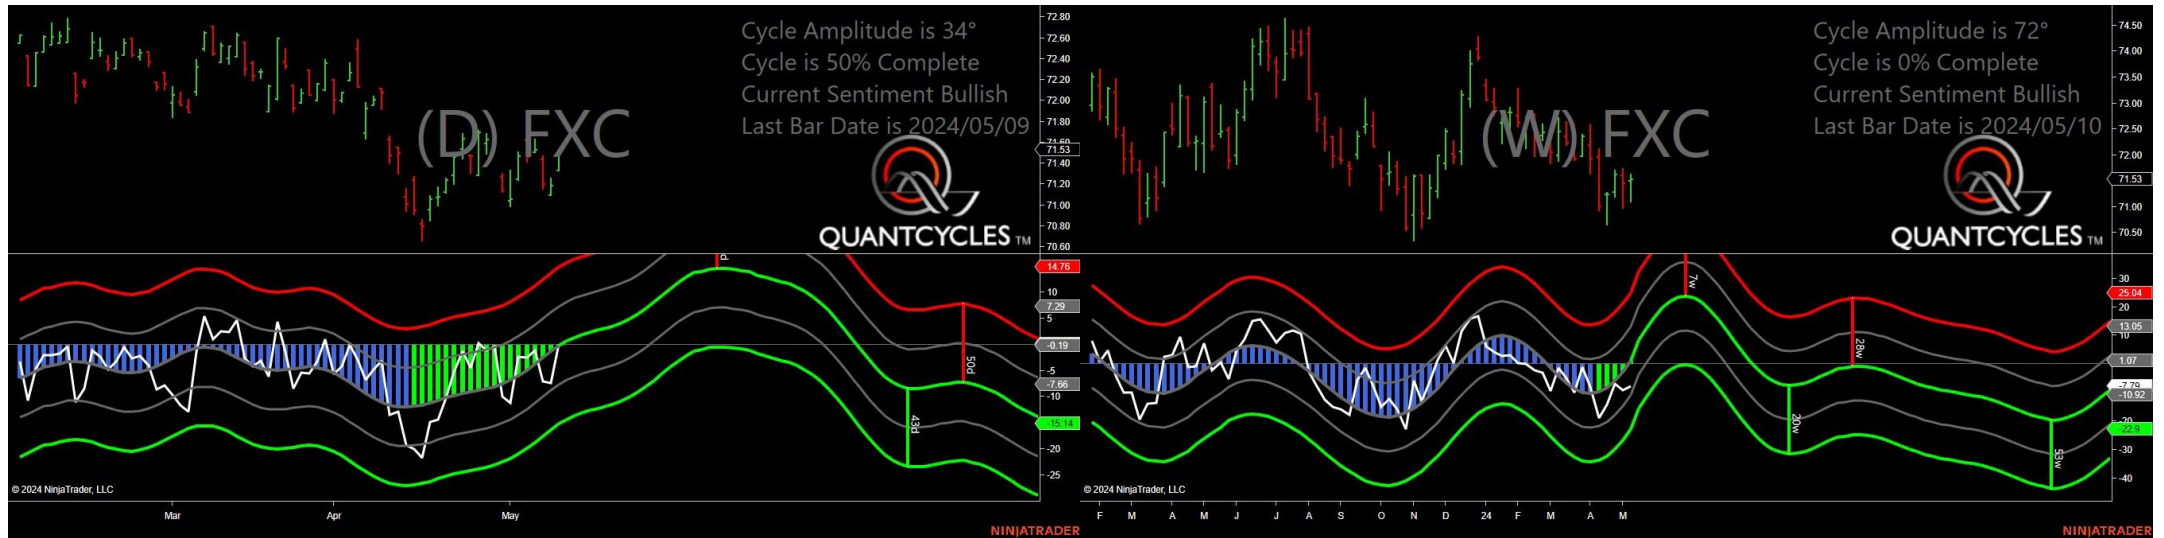 Cycle Amplitude is 34°
Cycle is 50% Complete
Current Sentiment Bullish
Last Bar Date is 2024/05/09
(D) FXC
QUANTCYCLES TM
72.80
72.60
72.40
72.20
72.00
71.80
71.60
71.53
71.40
71.20
71.00
70.80
70.60
14.76
10
7.29
5
-0.19
-5
-7.66
-10
-15.14
-20
-25
50d
43d
© 2024 NinjaTrader, LLC
Mar Apr May
NINJATRADER
Cycle Amplitude is 72°
Cycle is 0% Complete
Current Sentiment Bullish
Last Bar Date is 2024/05/10
(W) FXC
QUANTCYCLES TM
74.50
74.00
73.50
73.00
72.50
72.00
71.53
71.00
70.50
30
25.04
20
13.05
10
1.07
-7.79
-10.92
-20
-22.9
-30
-40
7w
28w
20w
53w
© 2024 NinjaTrader, LLC
F M A M J J A S O N D 24 F M A M
NINJATRADER